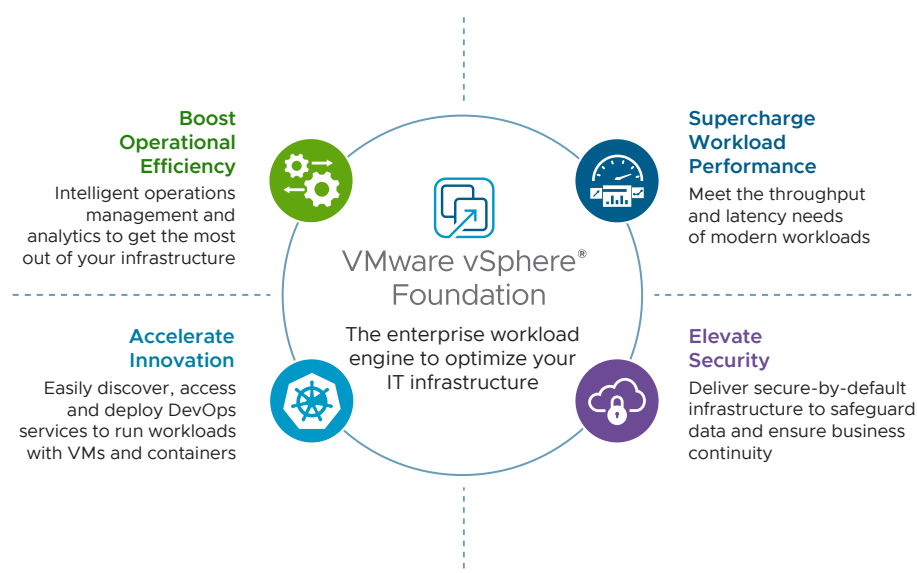 Boost
Operational
Efficiency
Intelligent operations
management and
analytics to get the most
out of your infrastructure
Supercharge
Workload
Performance
Meet the throughput
and latency needs
of modern workloads
VMware vSphere®
Foundation
The enterprise workload
engine to optimize your
IT infrastructure
Accelerate
Innovation
Easily discover, access
and deploy DevOps
services to run workloads
with VMs and containers
Elevate
Security
Deliver secure-by-default
infrastructure to safeguard
data and ensure business
continuity